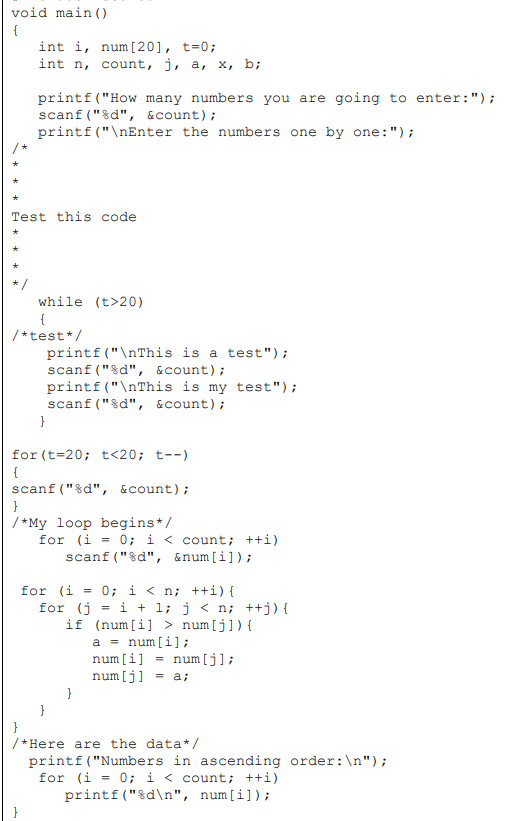 void main()
{
int i, num[20], t=0;
int n, count, j, a, x, b;
printf("How many numbers you are going to enter:");
scanf("%d", &count);
printf("\nEnter the numbers one by one:");
/*
*
*
*
Test this code
*
*
*
*/
while (t>20)
{
/*test*/
printf("\nThis is a test");
scanf("%d", &count);
printf("\nThis is my test");
scanf("%d", &count);
}
for(t=20; t<20; t--)
{
scanf("%d", &count);
}
/*My loop begins*/
for (i = 0; i < count; ++i)
scanf("%d", &num[i]);
for (i = 0; i < n; ++i){
for (j = i + 1; j < n; ++j){
if (num[i] > num[j]){
a = num[i];
num[i] = num[j];
num[j] = a;
}
}
}
/*Here are the data*/
printf("Numbers in ascending order:\n");
for (i = 0; i < count; ++i)
printf("%d\n", num[i]);
}